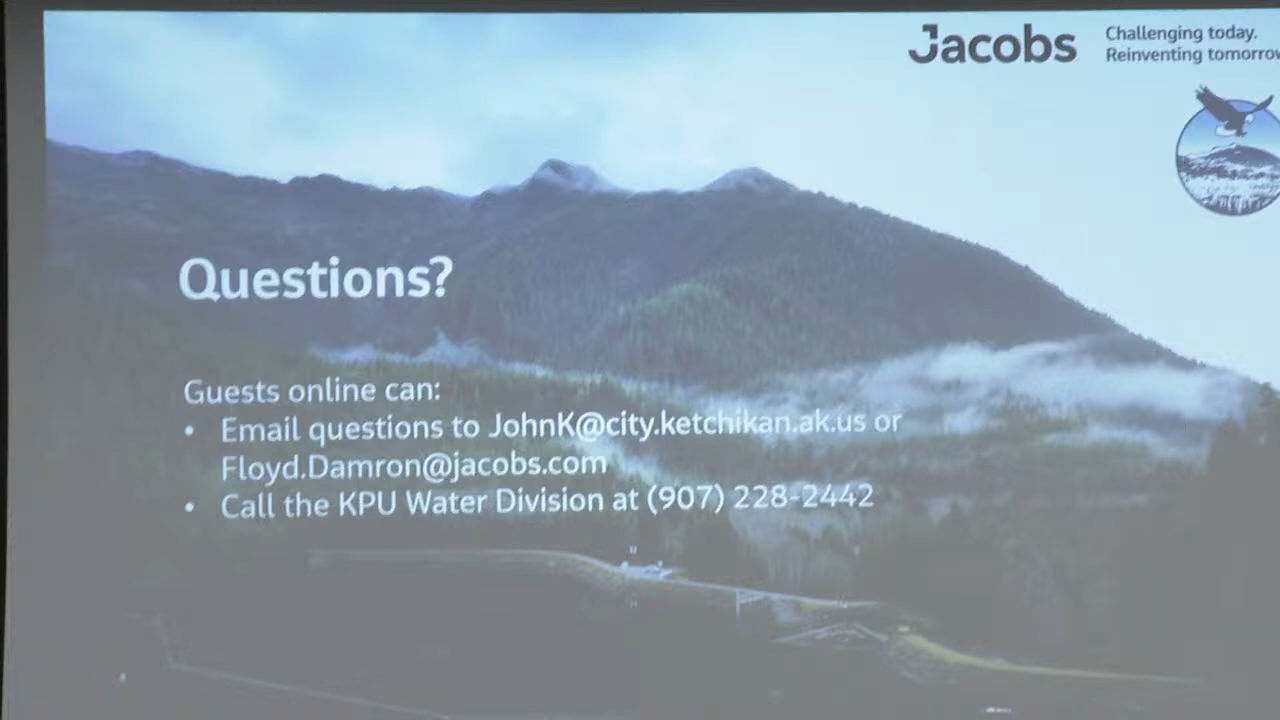 Jacobs
Challenging today.
Reinventing tomorrow
Questions?
Guests online can:
• Email questions to JohnK@city.ketchikan.ak.us or
Floyd.Damron@jacobs.com
• Call the KPU Water Division at (907) 228-2442